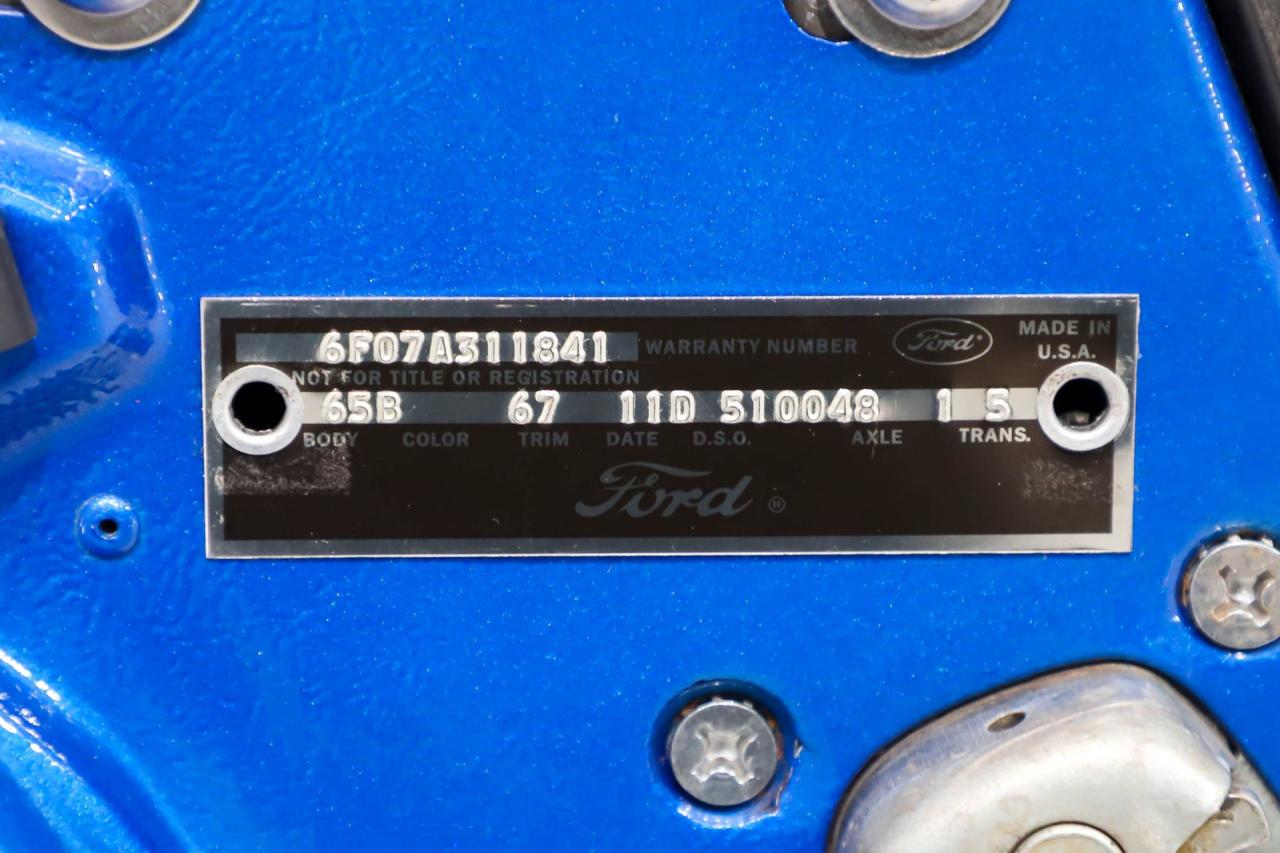 6F07A311841 WARRANTY NUMBER Ford MADE IN U.S.A.
NOT FOR TITLE OR REGISTRATION
65B 67 11D 510048 1 5
BODY COLOR TRIM DATE D.S.O. AXLE TRANS.
Ford ®